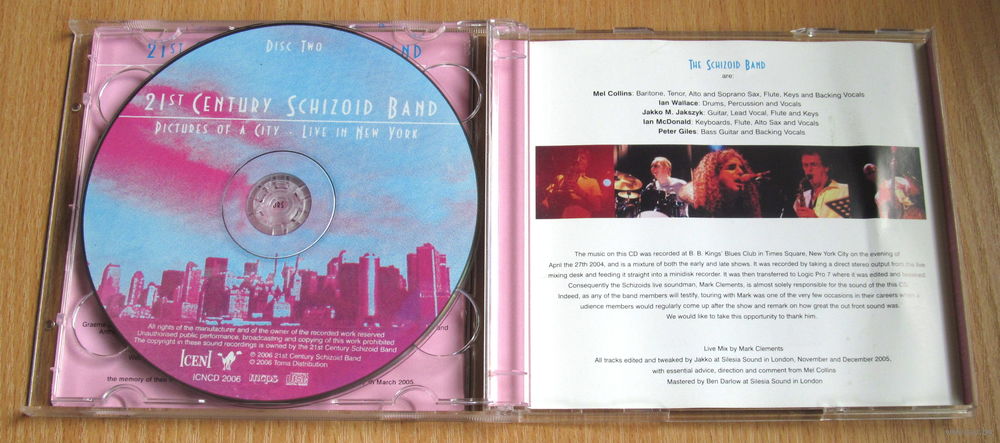 21ST
ND
DISC TWO
21ST CENTURY SCHIZOID BAND
PICTURES OF A CITY - LIVE IN NEW YORK
All rights of the manufacturer and of the owner of the recorded work reserved
Unauthorised public performance, broadcasting and copying of this work prohibited
The copyright in these sound recordings is owned by the 21st Century Schizoid Band
ICENI
© 2006 21st Century Schizoid Band
© 2006 Toma Distribution
ICNCD 2006
mcps
Graeme
and
We
the memory of their
th March 2005.
THE SCHIZOID BAND
are:
Mel Collins: Baritone, Tenor, Alto and Soprano Sax, Flute, Keys and Backing Vocals
Ian Wallace: Drums, Percussion and Vocals
Jakko M. Jakszyk: Guitar, Lead Vocal, Flute and Keys
Ian McDonald: Keyboards, Flute, Alto Sax and Vocals
Peter Giles: Bass Guitar and Backing Vocals
The music on this CD was recorded at B. B. Kings' Blues Club in Times Square, New York City on the evening of
April the 27th 2004, and is a mixture of both the early and late shows. It was recorded by taking a direct stereo output from the live
mixing desk and feeding it straight into a minidisk recorder. It was then transferred to Logic Pro 7 where it was edited and
Consequently the Schizoids live soundman, Mark Clements, is almost solely responsible for the sound of the this CD.
Indeed, as any of the band members will testify, touring with Mark was one of the very few occasions in their careers when
udience members would regularly come up after the show and remark on how great the out front sound was.
We would like to take this opportunity to thank him.
Live Mix by Mark Clements
All tracks edited and tweaked by Jakko at Silesia Sound in London, November and December 2005,
with essential advice, direction and comment from Mel Collins
Mastered by Ben Darlow at Silesia Sound in London